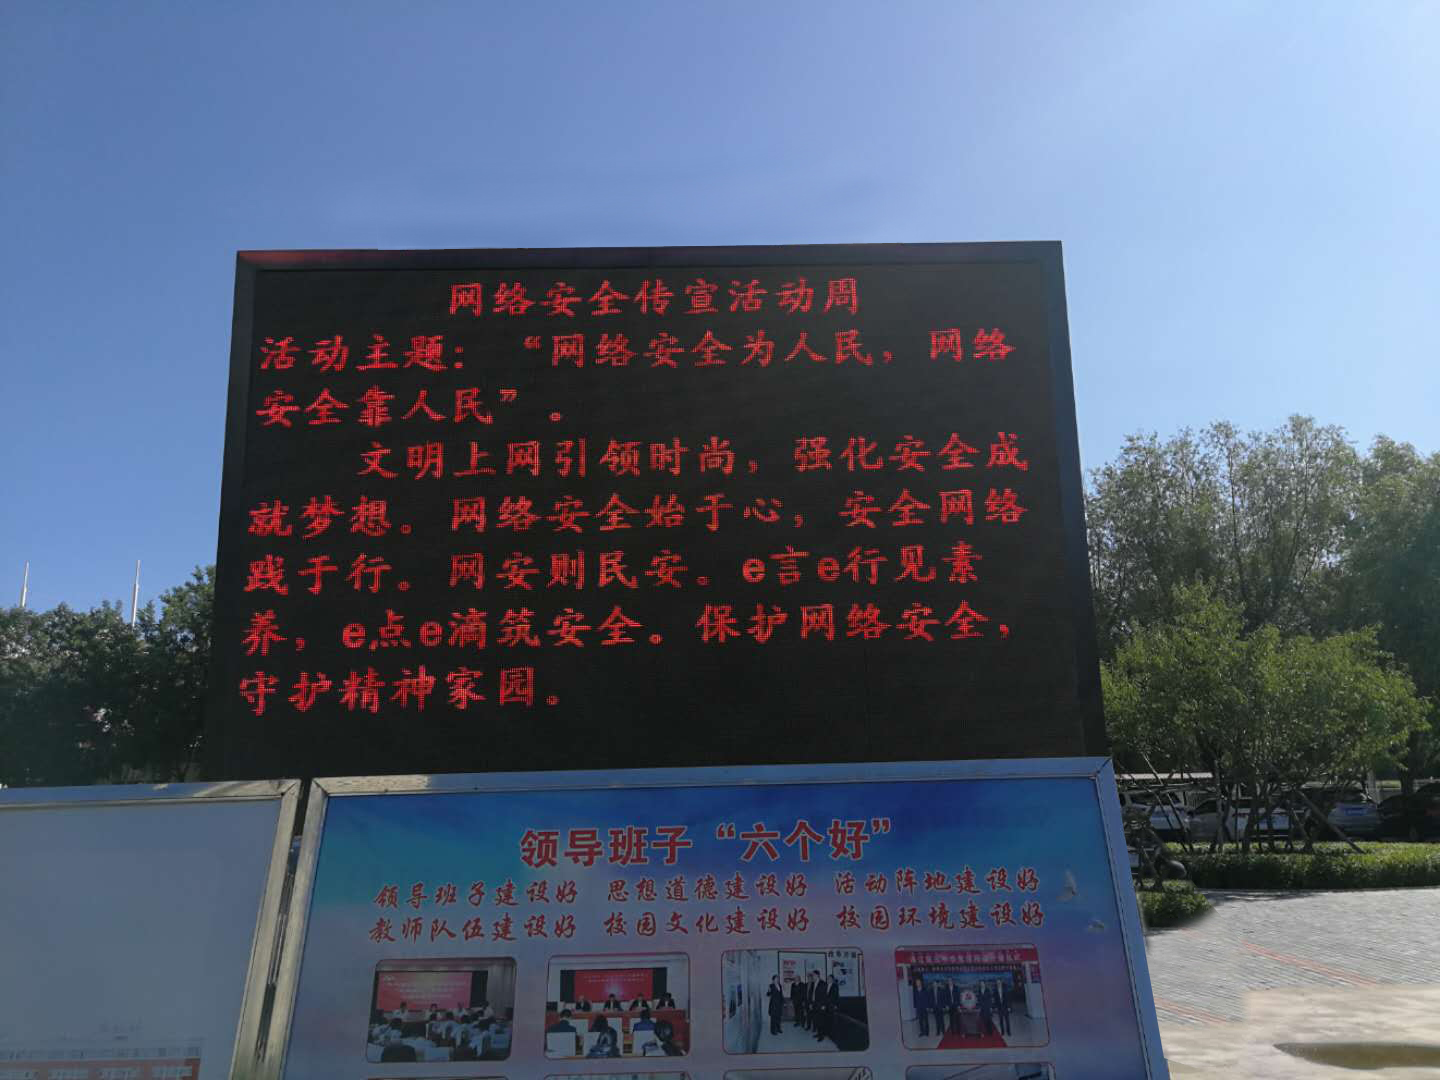 网络安全传宣活动周
活动主题：“网络安全为人民，网络
安全靠人民”。
文明上网引领时尚，强化安全成
就梦想。网络安全始于心，安全网络
践于行。网安则民安。e言e行见素
养，e点e滴筑安全。保护网络安全，
守护精神家园。
领导班子“六个好”
领导班子建设好 思想道德建设好 活动阵地建设好
教师队伍建设好 校园文化建设好 校园环境建设好